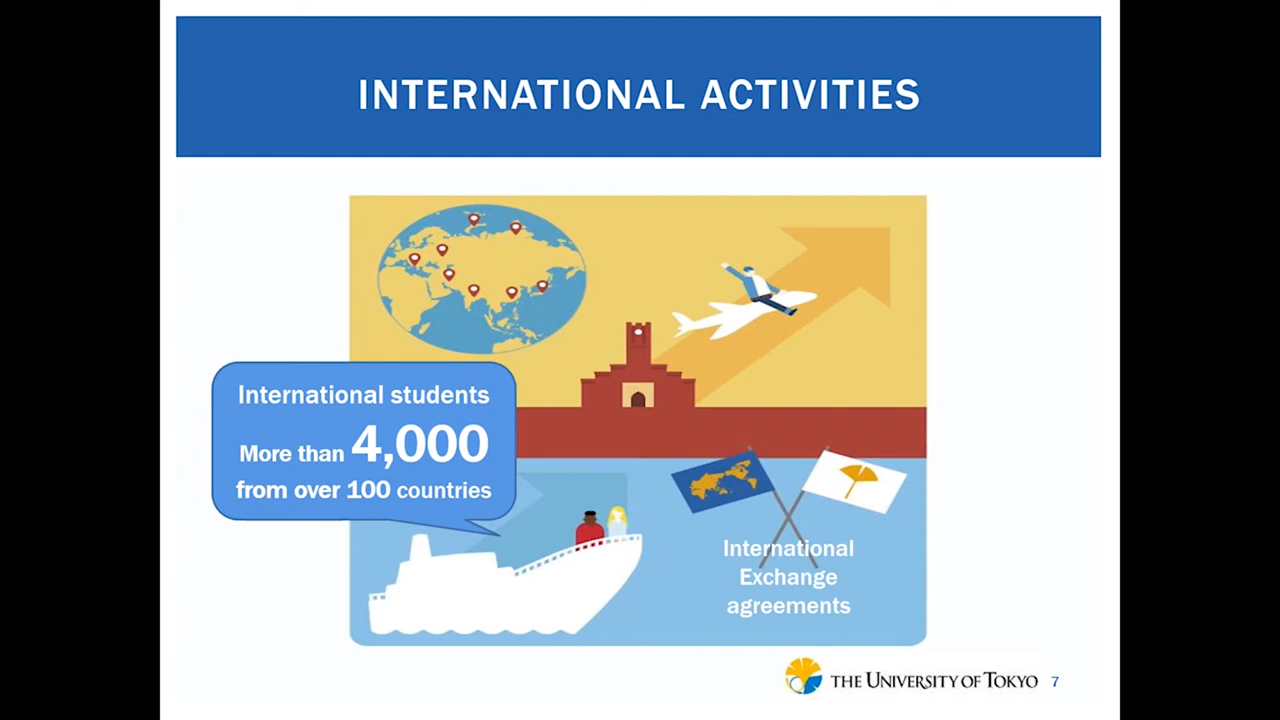 INTERNATIONAL ACTIVITIES
International students
More than 4,000
from over 100 countries
International
Exchange
agreements
THE UNIVERSITY OF TOKYO 7